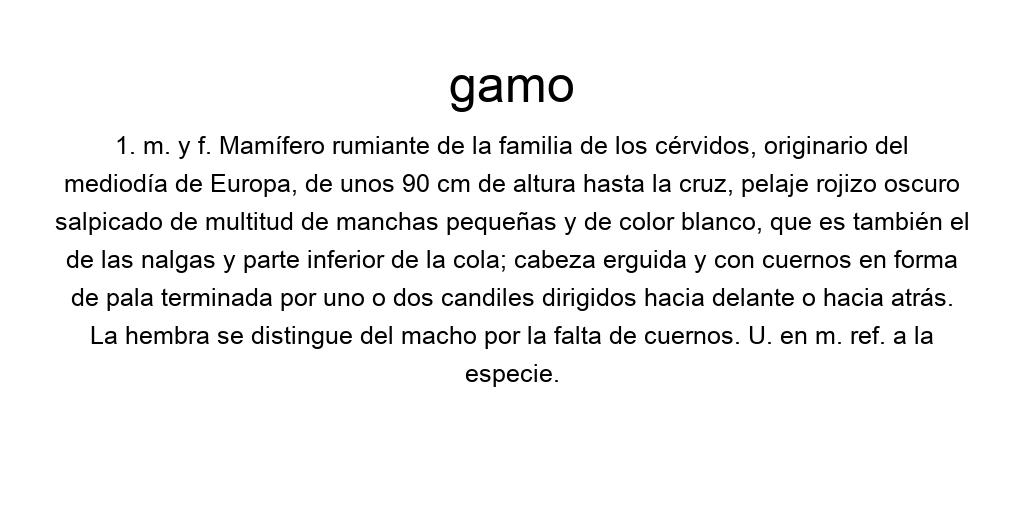 gamo
1. m. y f. Mamífero rumiante de la familia de los cérvidos, originario del
mediodía de Europa, de unos 90 cm de altura hasta la cruz, pelaje rojizo oscuro
salpicado de multitud de manchas pequeñas y de color blanco, que es también el
de las nalgas y parte inferior de la cola; cabeza erguida y con cuernos en forma
de pala terminada por uno o dos candiles dirigidos hacia delante o hacia atrás.
La hembra se distingue del macho por la falta de cuernos. U. en m. ref. a la
especie.